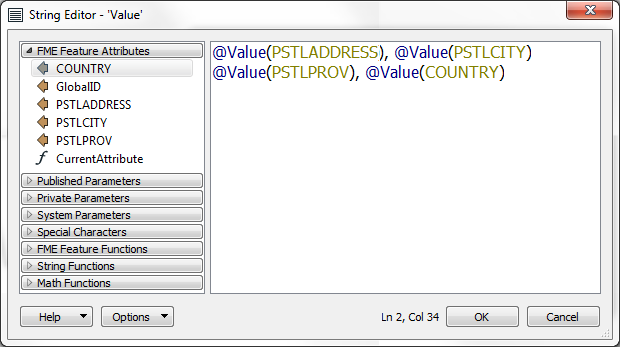 String Editor - 'Value'
FME Feature Attributes
COUNTRY
GlobalID
PSTLADDRESS
PSTLCITY
PSTLPROV
CurrentAttribute
Published Parameters
Private Parameters
System Parameters
Special Characters
FME Feature Functions
String Functions
Math Functions
@Value(PSTLADDRESS), @Value(PSTLCITY)
@Value(PSTLPROV), @Value(COUNTRY)
Help
Options
Ln 2, Col 34
OK
Cancel